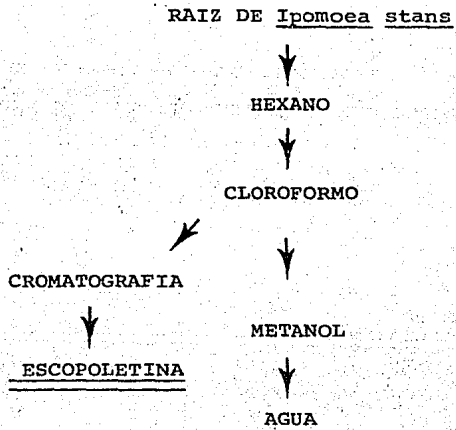 RAIZ DE Ipomoea stans
HEXANO
CLOROFORMO
CROMATOGRAFIA
METANOL
ESCOPOLETINA
AGUA